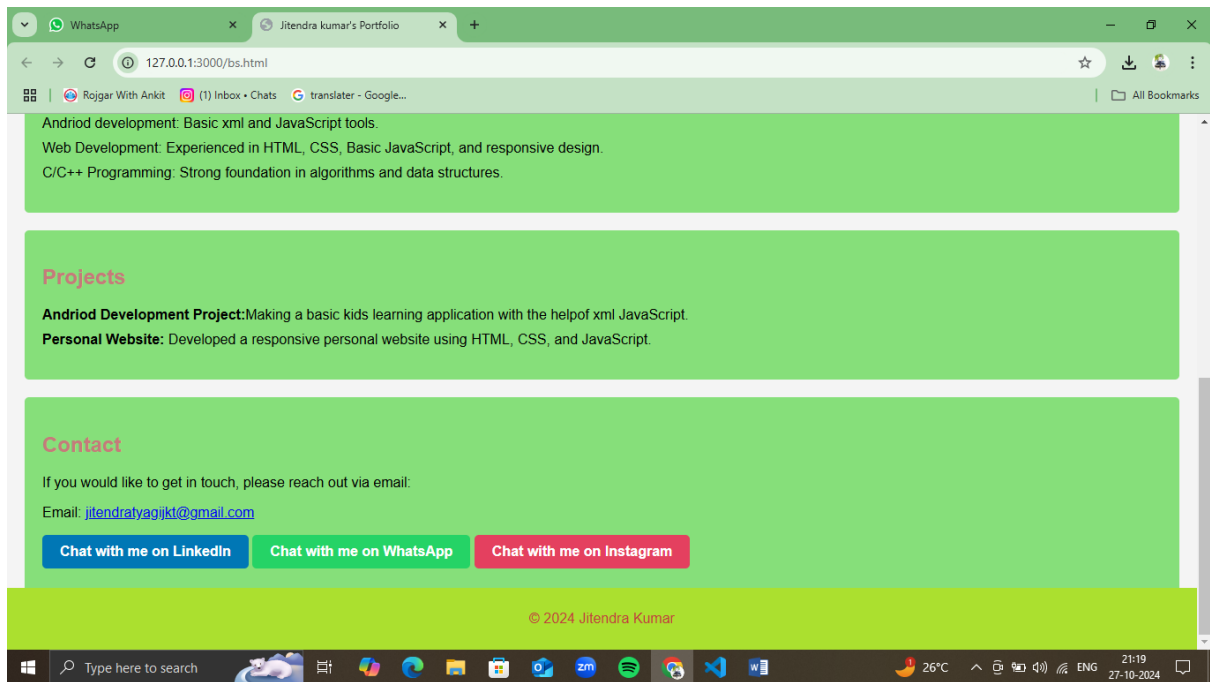 WhatsApp
Jitendra kumar's Portfolio
127.0.0.1:3000/bs.html
Rojgar With Ankit
(1) Inbox • Chats
translater - Google...
All Bookmarks
Andriod development: Basic xml and JavaScript tools.
Web Development: Experienced in HTML, CSS, Basic JavaScript, and responsive design.
C/C++ Programming: Strong foundation in algorithms and data structures.
Projects
Andriod Development Project:Making a basic kids learning application with the helpof xml JavaScript.
Personal Website: Developed a responsive personal website using HTML, CSS, and JavaScript.
Contact
If you would like to get in touch, please reach out via email:
Email: jitendratyagijkt@gmail.com
Chat with me on LinkedIn
Chat with me on WhatsApp
Chat with me on Instagram
© 2024 Jitendra Kumar
Type here to search
zm
26°C
ENG
21:19
27-10-2024